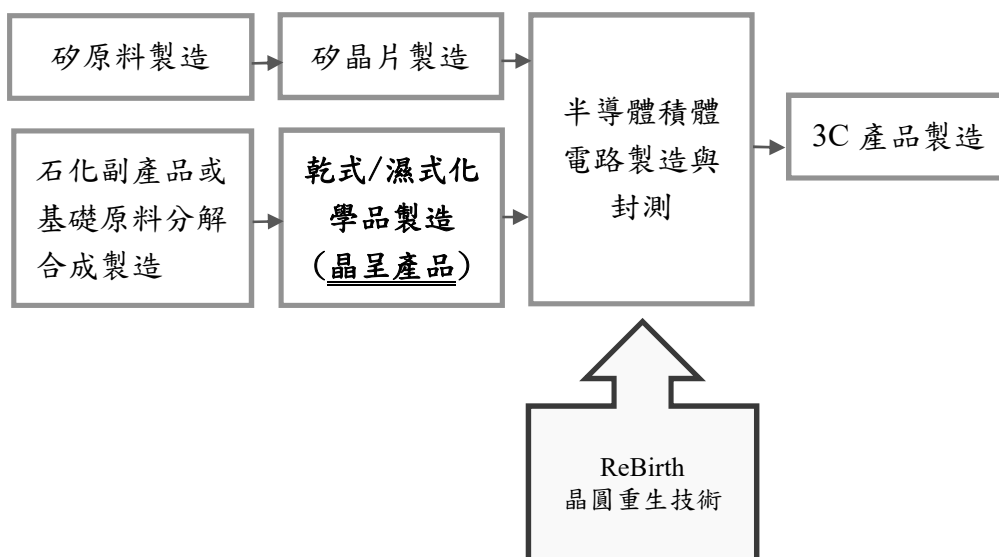 矽原料製造
矽晶片製造
半導體積體
電路製造與
封測
3C 產品製造
石化副產品或
基礎原料分解
合成製造
乾式/濕式化
學品製造
（晶呈產品）
ReBirth
晶圓重生技術